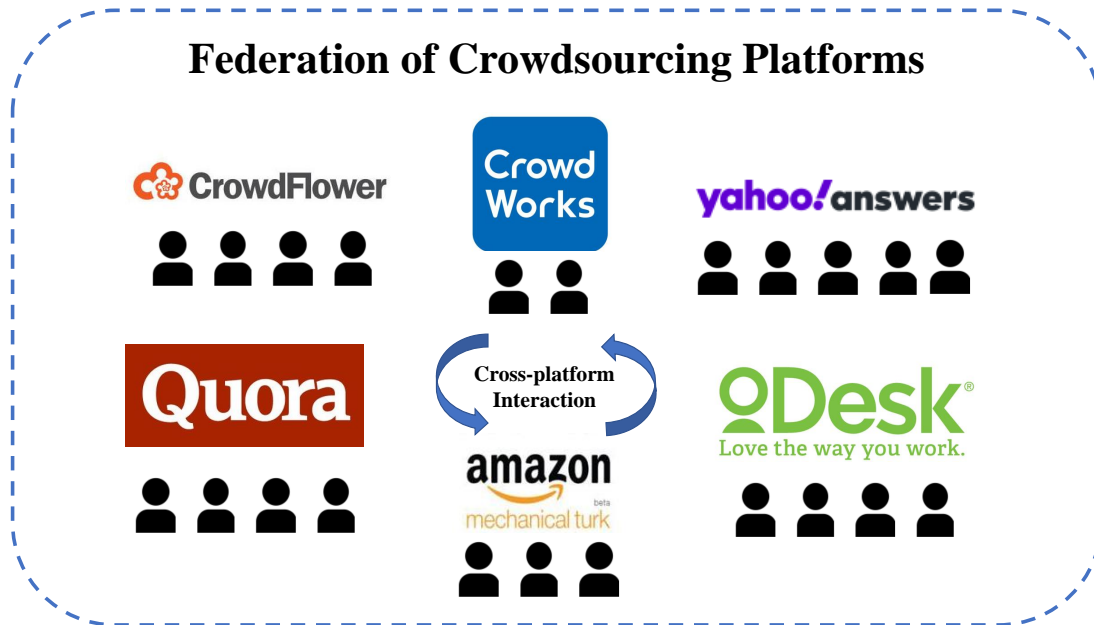 Federation of Crowdsourcing Platforms
CrowdFlower
Crowd
Works
yahoo!answers
Quora
Cross-platform
Interaction
oDesk®
Love the way you work.
amazon
beta
mechanical turk